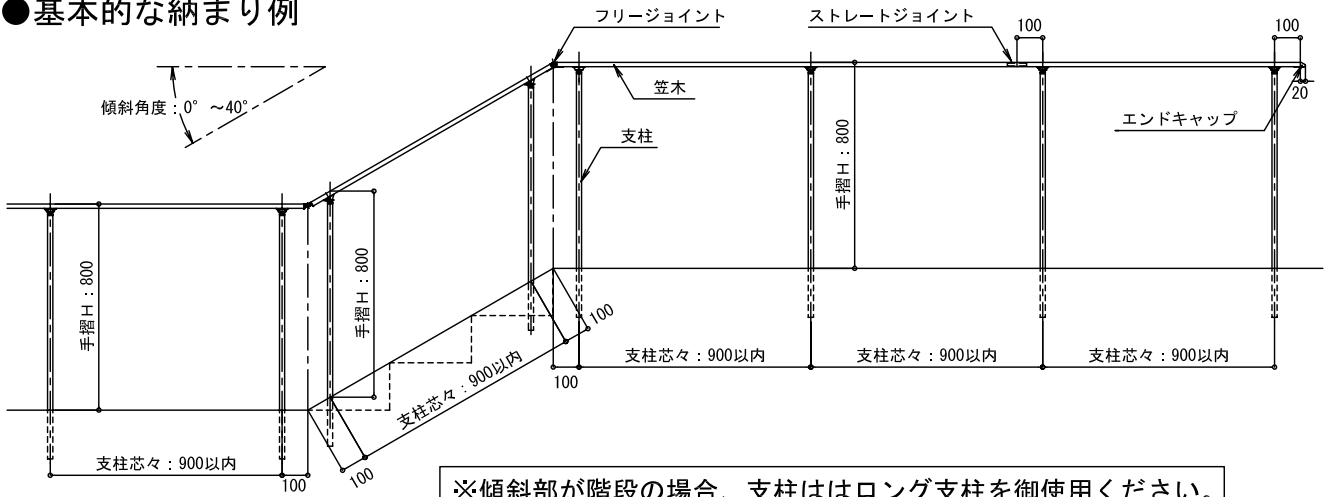 ●基本的な納まり例
フリージョイント
ストレートジョイント
100
100
傾斜角度：0° ～40°
笠木
20
エンドキャップ
支柱
手摺H：800
手摺H：800
手摺H：800
100
支柱芯々：900以内
支柱芯々：900以内
支柱芯々：900以内
支柱芯々：900以内
100
支柱芯々：900以内
100
100
※傾斜部が階段の場合、支柱ははロング支柱を御使用ください。